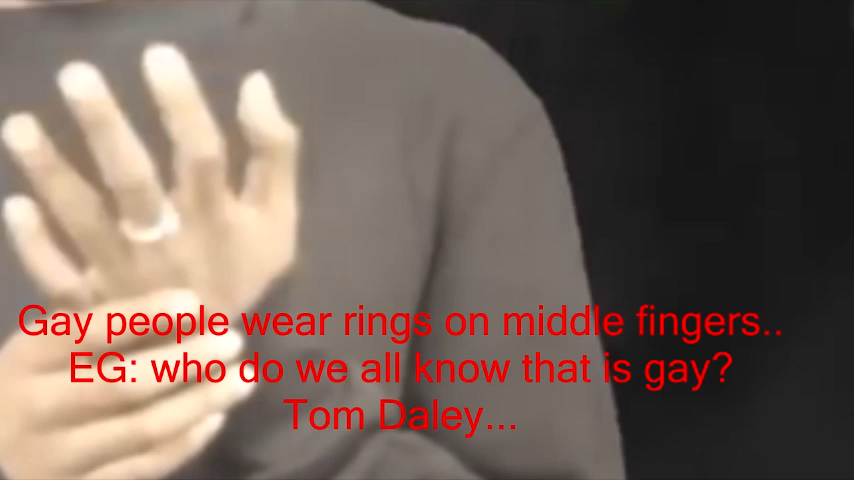 Gay people wear rings on middle fingers..
EG: who do we all know that is gay?
Tom Daley...